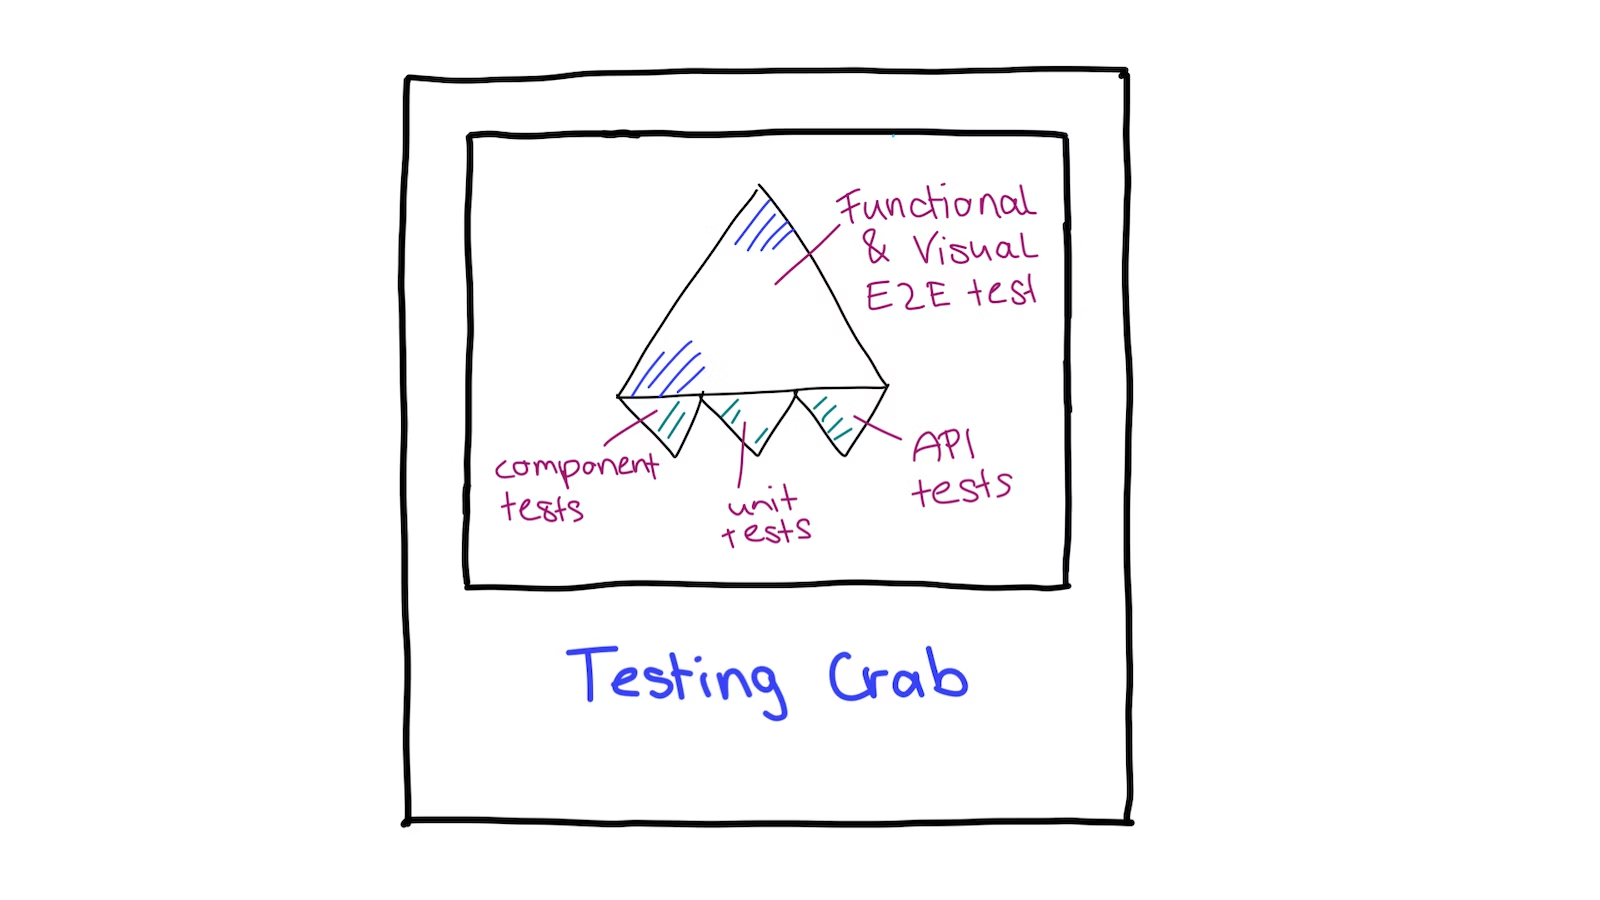 Functional
& Visual
E2E test
component
tests
unit
tests
API
tests
Testing Crab